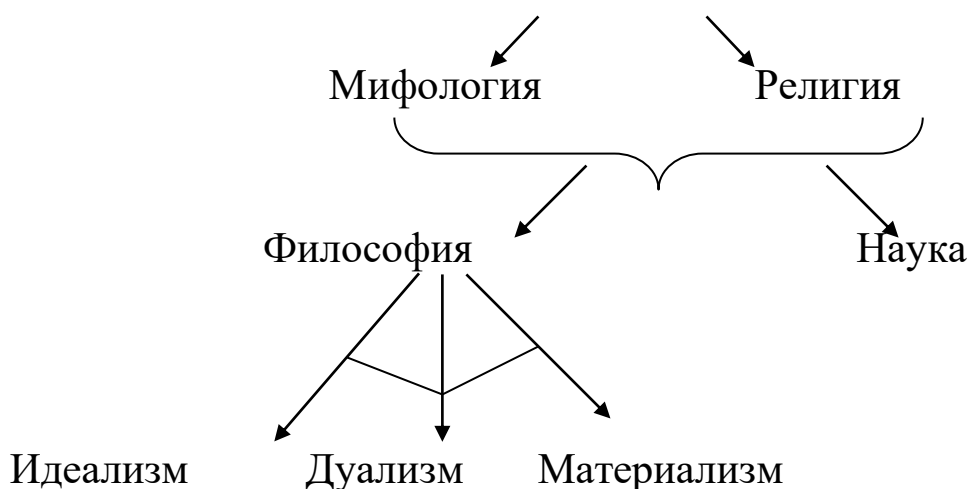 Мифология Религия
Философия Наука
Идеализм Дуализм Материализм